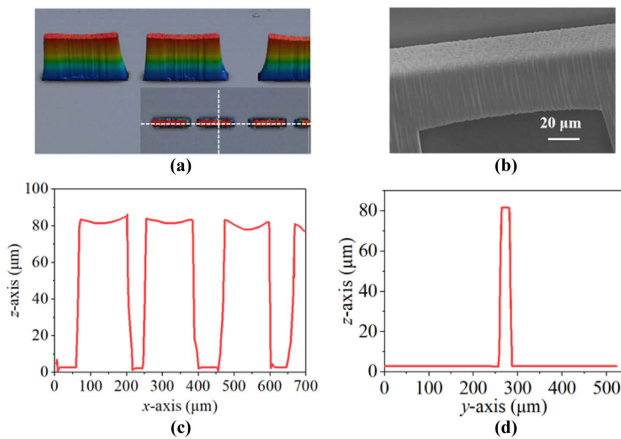 (a)
20 μm
(b)
100
80
60
40
20
0
z-axis (μm)
0 100 200 300 400 500 600 700
x-axis (μm)
(c)
80
60
40
20
0
z-axis (μm)
0 100 200 300 400 500
y-axis (μm)
(d)